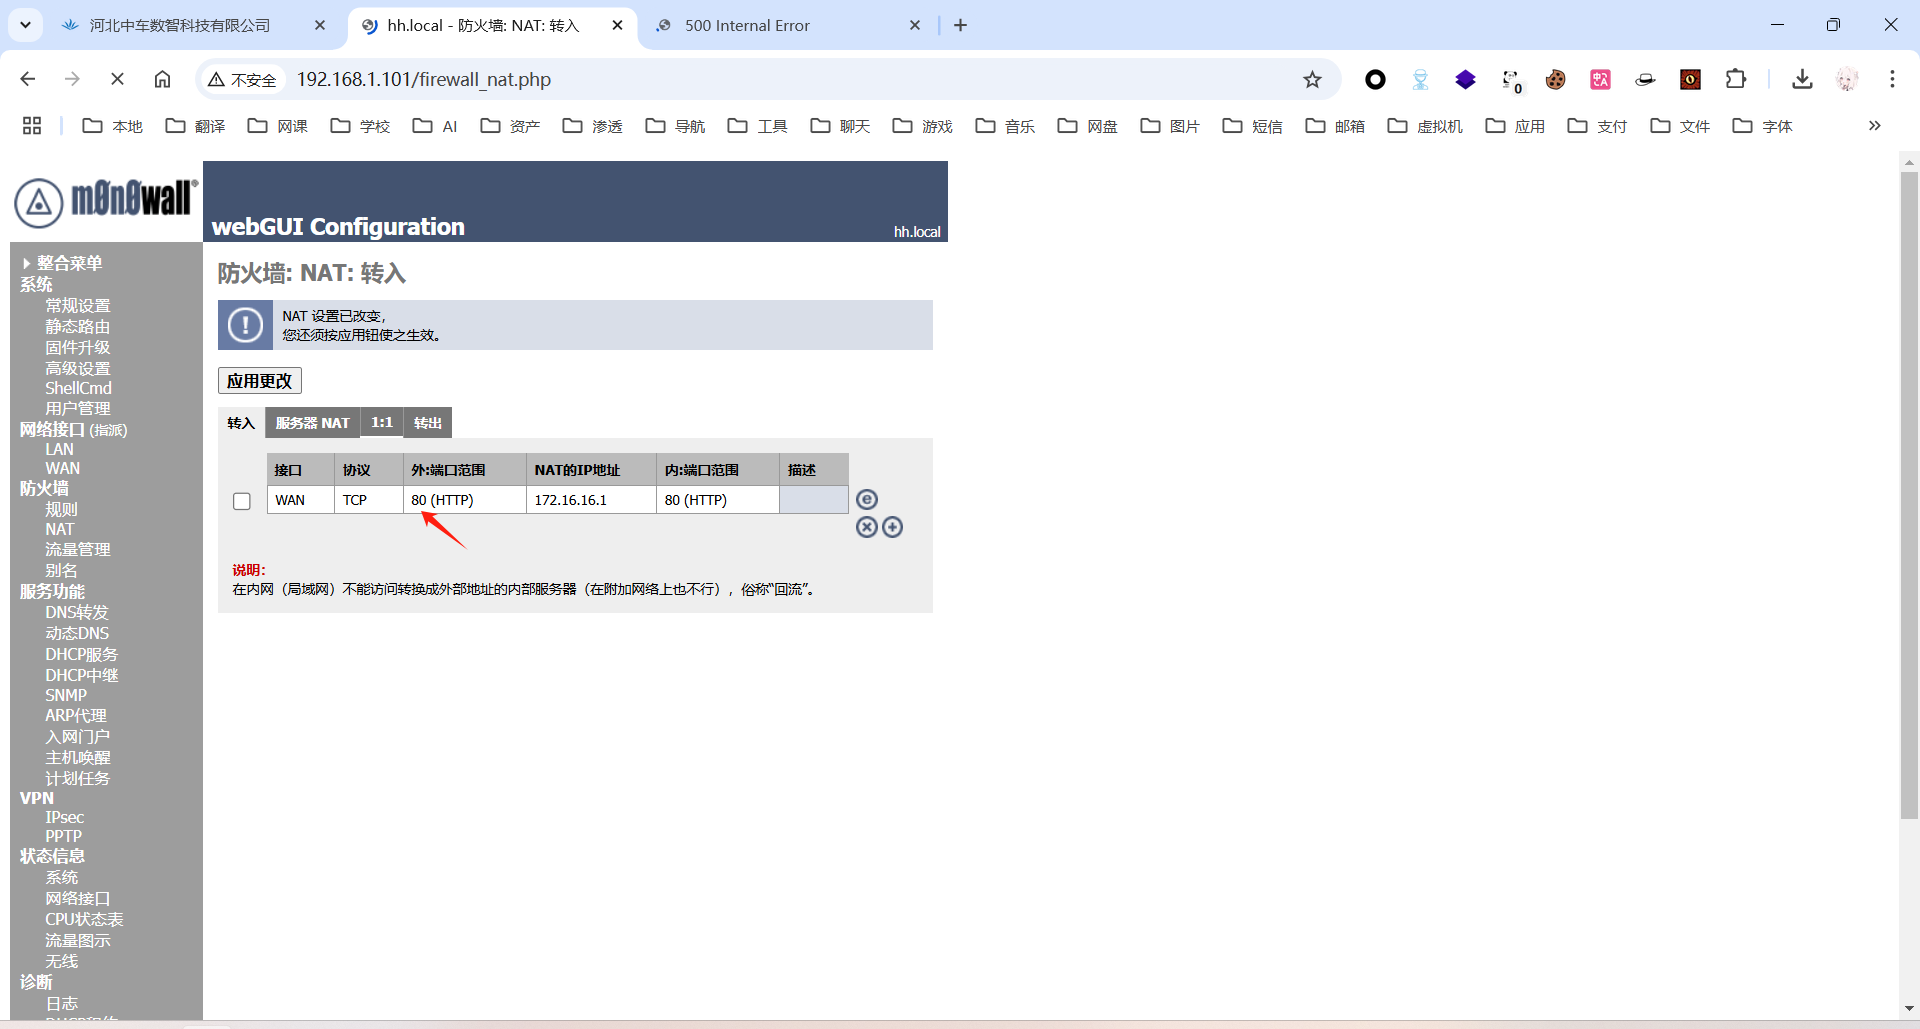 河北中车数智科技有限公司
hh.local - 防火墙: NAT: 转入
500 Internal Error
不安全
192.168.1.101/firewall_nat.php
0
本地
翻译
网课
学校
AI
资产
渗透
导航
工具
聊天
游戏
音乐
网盘
图片
短信
邮箱
虚拟机
应用
支付
文件
字体
m0n0wall
webGUI Configuration
hh.local
整合菜单
系统
常规设置
静态路由
固件升级
高级设置
ShellCmd
用户管理
网络接口 (指派)
LAN
WAN
防火墙
规则
NAT
流量管理
别名
服务功能
DNS转发
动态DNS
DHCP服务
DHCP中继
SNMP
ARP代理
入网门户
主机唤醒
计划任务
VPN
IPsec
PPTP
状态信息
系统
网络接口
CPU状态表
流量图示
无线
诊断
日志
防火墙: NAT: 转入
NAT 设置已改变，
您还须按应用钮使之生效。
应用更改
转入 服务器 NAT 1:1 转出
接口 协议 外:端口范围 NAT的IP地址 内:端口范围 描述
WAN TCP 80 (HTTP) 172.16.16.1 80 (HTTP)
说明：
在内网（局域网）不能访问转换成外部地址的内部服务器（在附加网络上也不行），俗称“回流”。